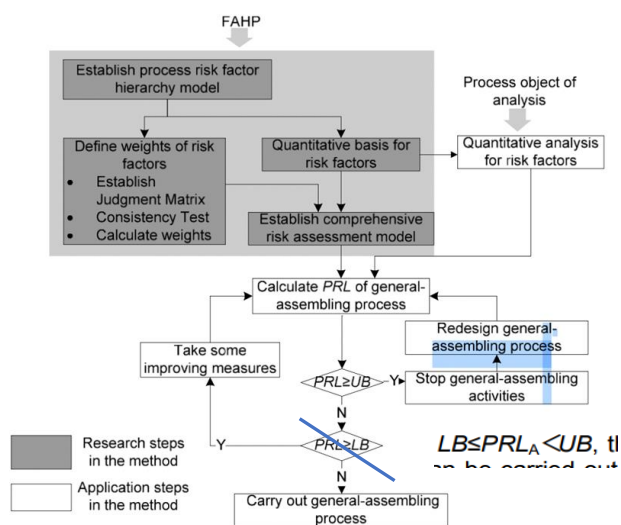 FAHP
Establish process risk factor
hierarchy model
Process object of
analysis
Define weights of risk
factors
• Establish
Judgment Matrix
• Consistency Test
• Calculate weights
Quantitative basis for
risk factors
Quantitative analysis
for risk factors
Establish comprehensive
risk assessment model
Calculate PRL of general-
assembling process
Redesign general-
assembling process
Take some
improving measures
PRL≥UB
Y
Stop general-assembling
activities
N
Y
PRL≥LB
LB≤PRLA<UB,
N
Research steps
in the method
Application steps
in the method
Carry out general-assembling
process